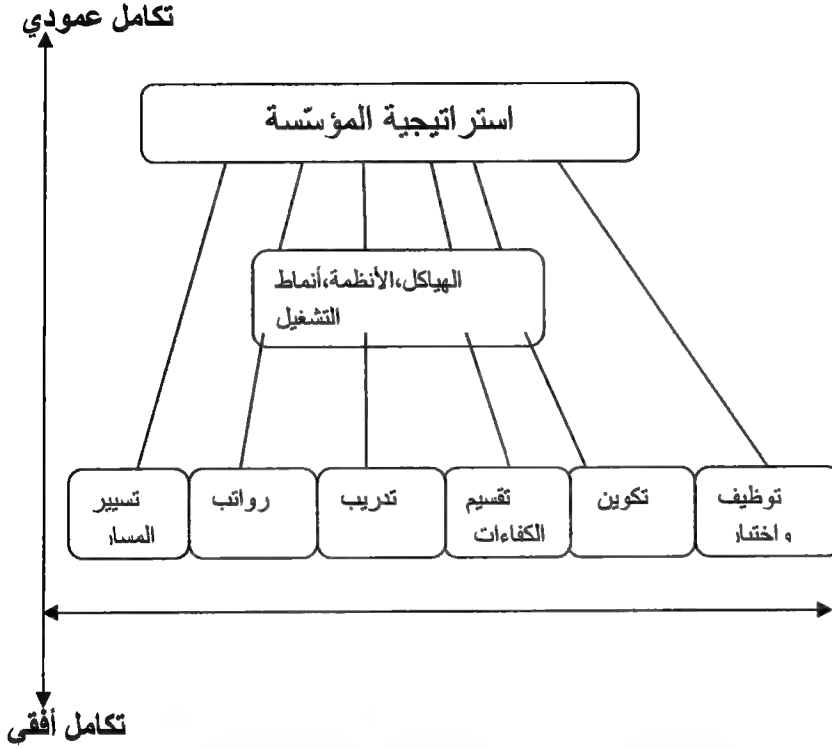 تكامل عمودي
استراتيجية المؤسّسة
الهياكل،الأنظمة،أنماط
التشغيل
توظيف
واختبار
تكوين
تقسيم
الكفاءات
تدريب
رواتب
تسيير
المسار
تكامل أفقي